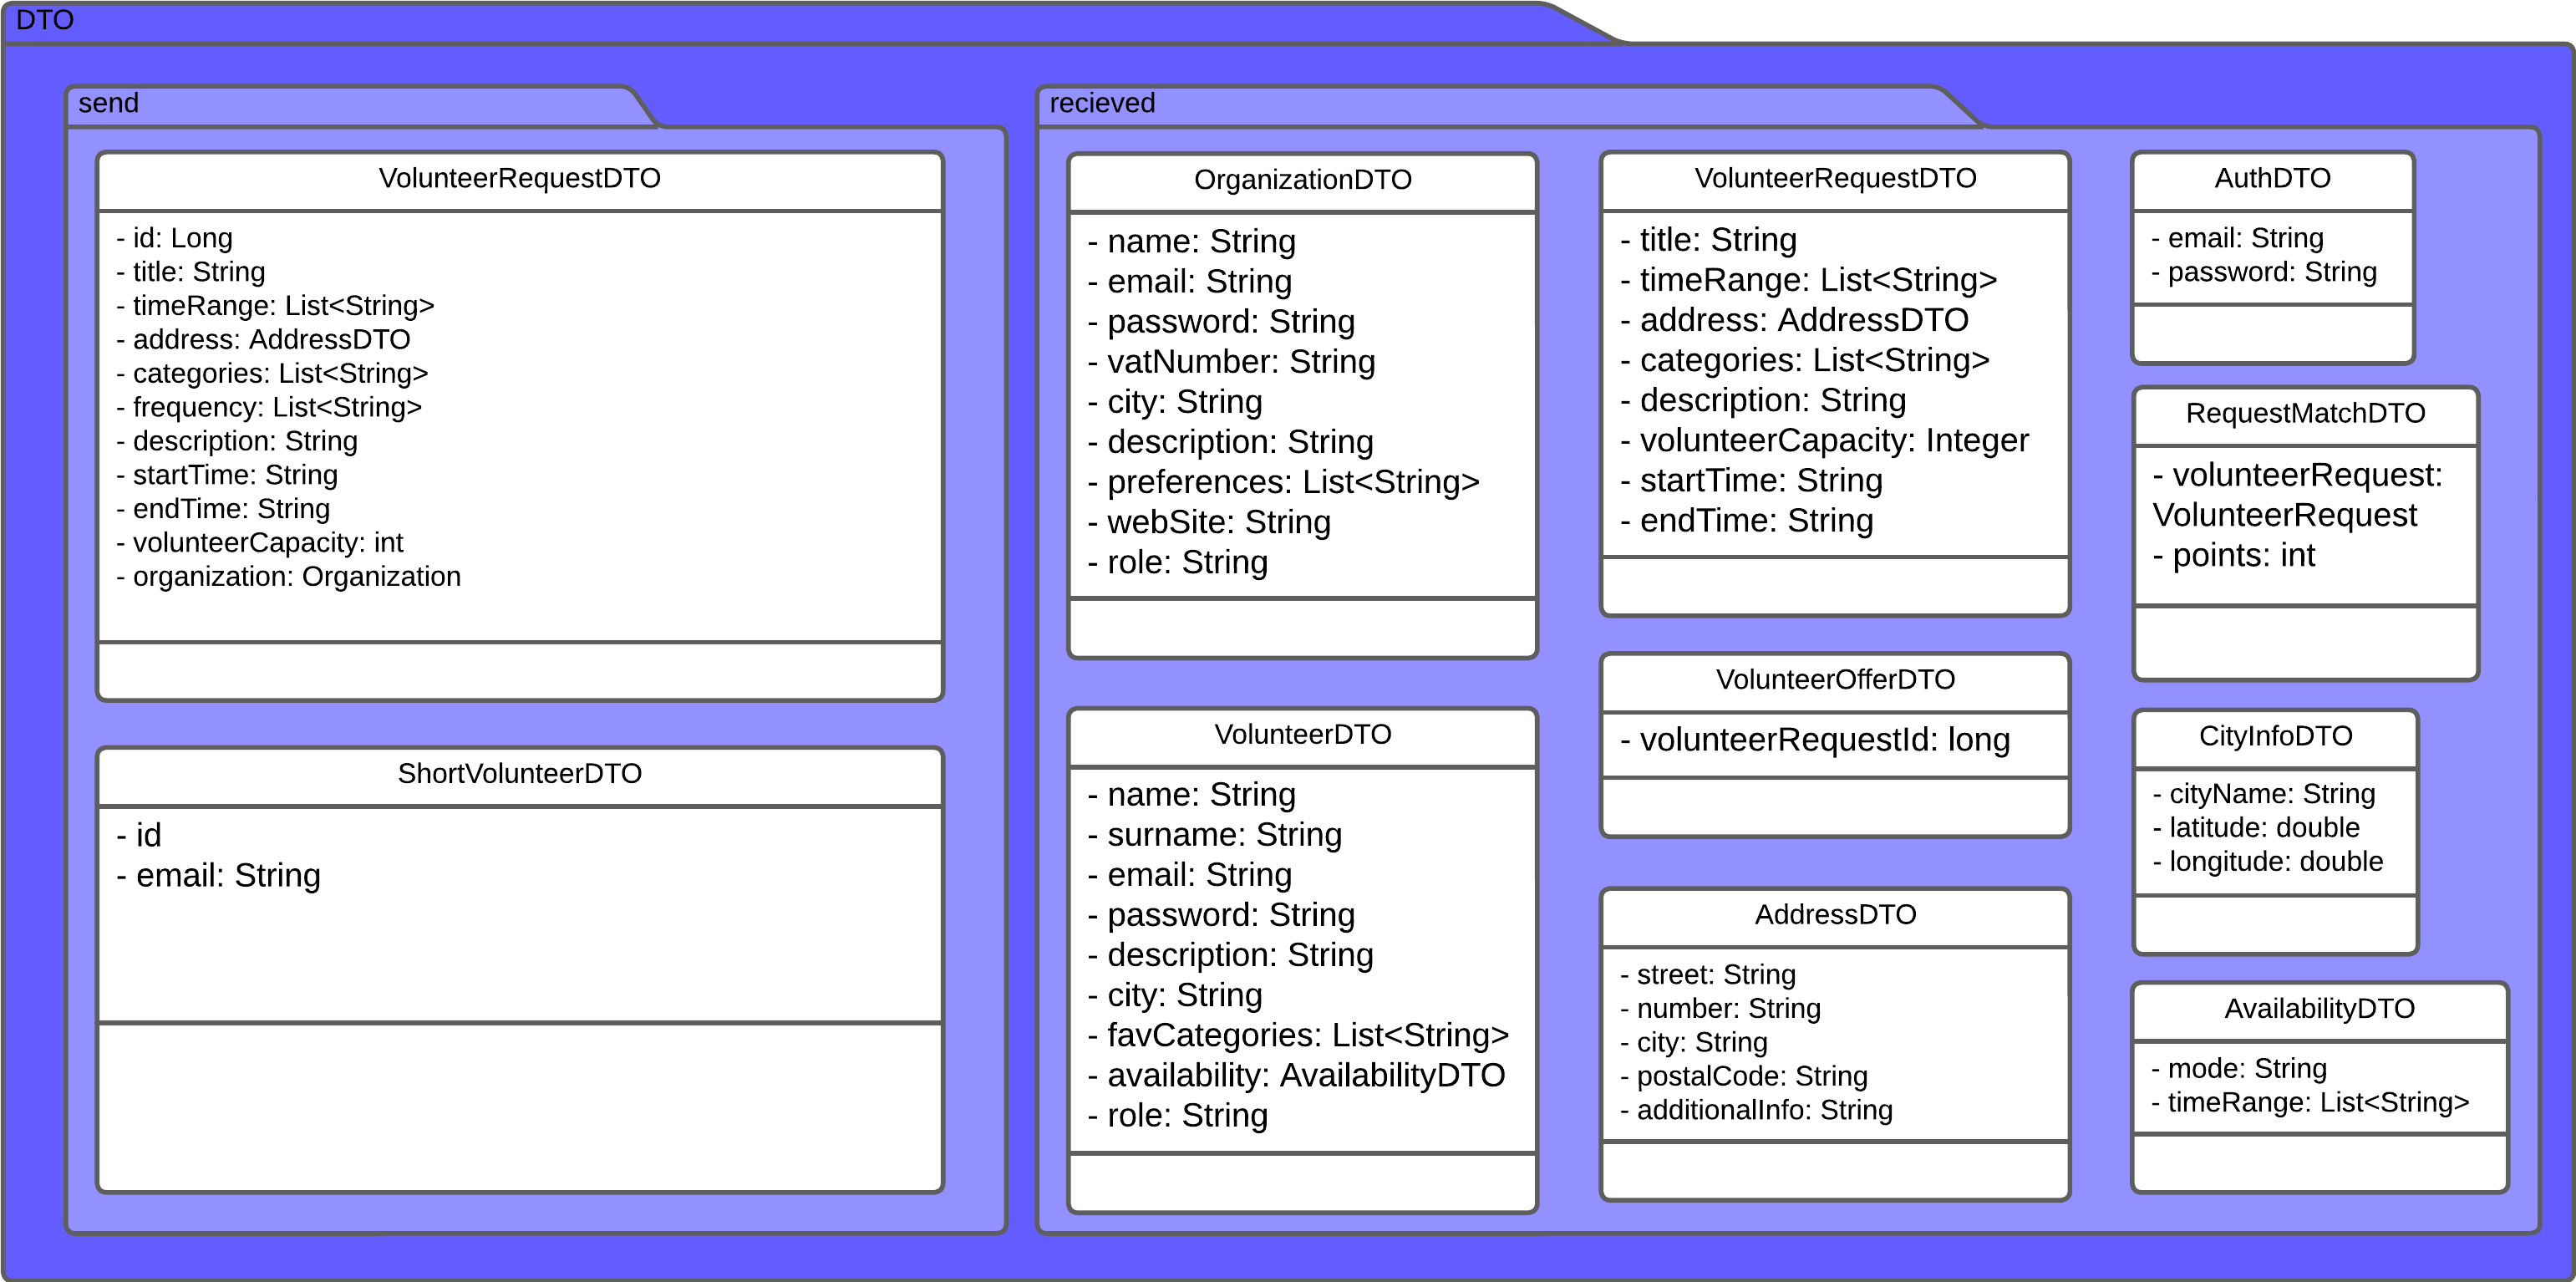 DTO
send
VolunteerRequestDTO
- id: Long
- title: String
- timeRange: List<String>
- address: AddressDTO
- categories: List<String>
- frequency: List<String>
- description: String
- startTime: String
- endTime: String
- volunteerCapacity: int
- organization: Organization
ShortVolunteerDTO
- id
- email: String
recieved
OrganizationDTO
- name: String
- email: String
- password: String
- vatNumber: String
- city: String
- description: String
- preferences: List<String>
- webSite: String
- role: String
VolunteerDTO
- name: String
- surname: String
- email: String
- password: String
- description: String
- city: String
- favCategories: List<String>
- availability: AvailabilityDTO
- role: String
VolunteerRequestDTO
- title: String
- timeRange: List<String>
- address: AddressDTO
- categories: List<String>
- description: String
- volunteerCapacity: Integer
- startTime: String
- endTime: String
VolunteerOfferDTO
- volunteerRequestId: long
AddressDTO
- street: String
- number: String
- city: String
- postalCode: String
- additionalInfo: String
AuthDTO
- email: String
- password: String
RequestMatchDTO
- volunteerRequest:
VolunteerRequest
- points: int
CityInfoDTO
- cityName: String
- latitude: double
- longitude: double
AvailabilityDTO
- mode: String
- timeRange: List<String>